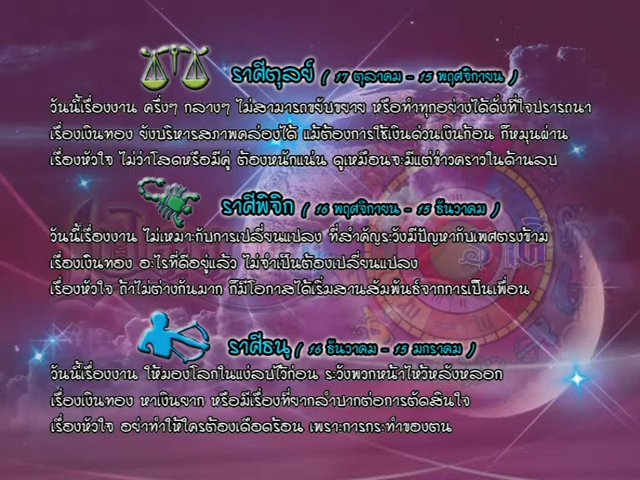 ราศีตุลย์ ( 17 ตุลาคม - 15 พฤศจิกายน )
วันนี้เรื่องงาน ครึ่งๆ กลางๆ ไม่สามารถขยับขยาย หรือทำทุกอย่างได้ดั่งที่ใจปรารถนา
เรื่องเงินทอง ยังบริหารสภาพคล่องได้ แม้ต้องการใช้เงินด่วนเงินก้อน ก็หมุนผ่าน
เรื่องหัวใจ ไม่ว่าโสดหรือมีคู่ ต้องหนักแน่น ดูเหมือนจะมีแต่ข่าวคราวในด้านลบ
ราศีพิจิก ( 16 พฤศจิกายน - 15 ธันวาคม )
วันนี้เรื่องงาน ไม่เหมาะกับการเปลี่ยนแปลง ที่สำคัญระวังมีปัญหากับเพศตรงข้าม
เรื่องเงินทอง อะไรที่ดีอยู่แล้ว ไม่จำเป็นต้องเปลี่ยนแปลง
เรื่องหัวใจ ถ้าไม่ต่างกันมาก ก็มีโอกาสได้เริ่มสานสัมพันธ์จากการเป็นเพื่อน
ราศีธนู ( 16 ธันวาคม - 15 มกราคม )
วันนี้เรื่องงาน ให้มองโลกในแง่ลบไว้ก่อน ระวังพวกหน้าไหว้หลังหลอก
เรื่องเงินทอง หาเงินยาก หรือมีเรื่องที่ยากลำบากต่อการตัดสินใจ
เรื่องหัวใจ อย่าทำให้ใครต้องเดือดร้อน เพราะการกระทำของตน